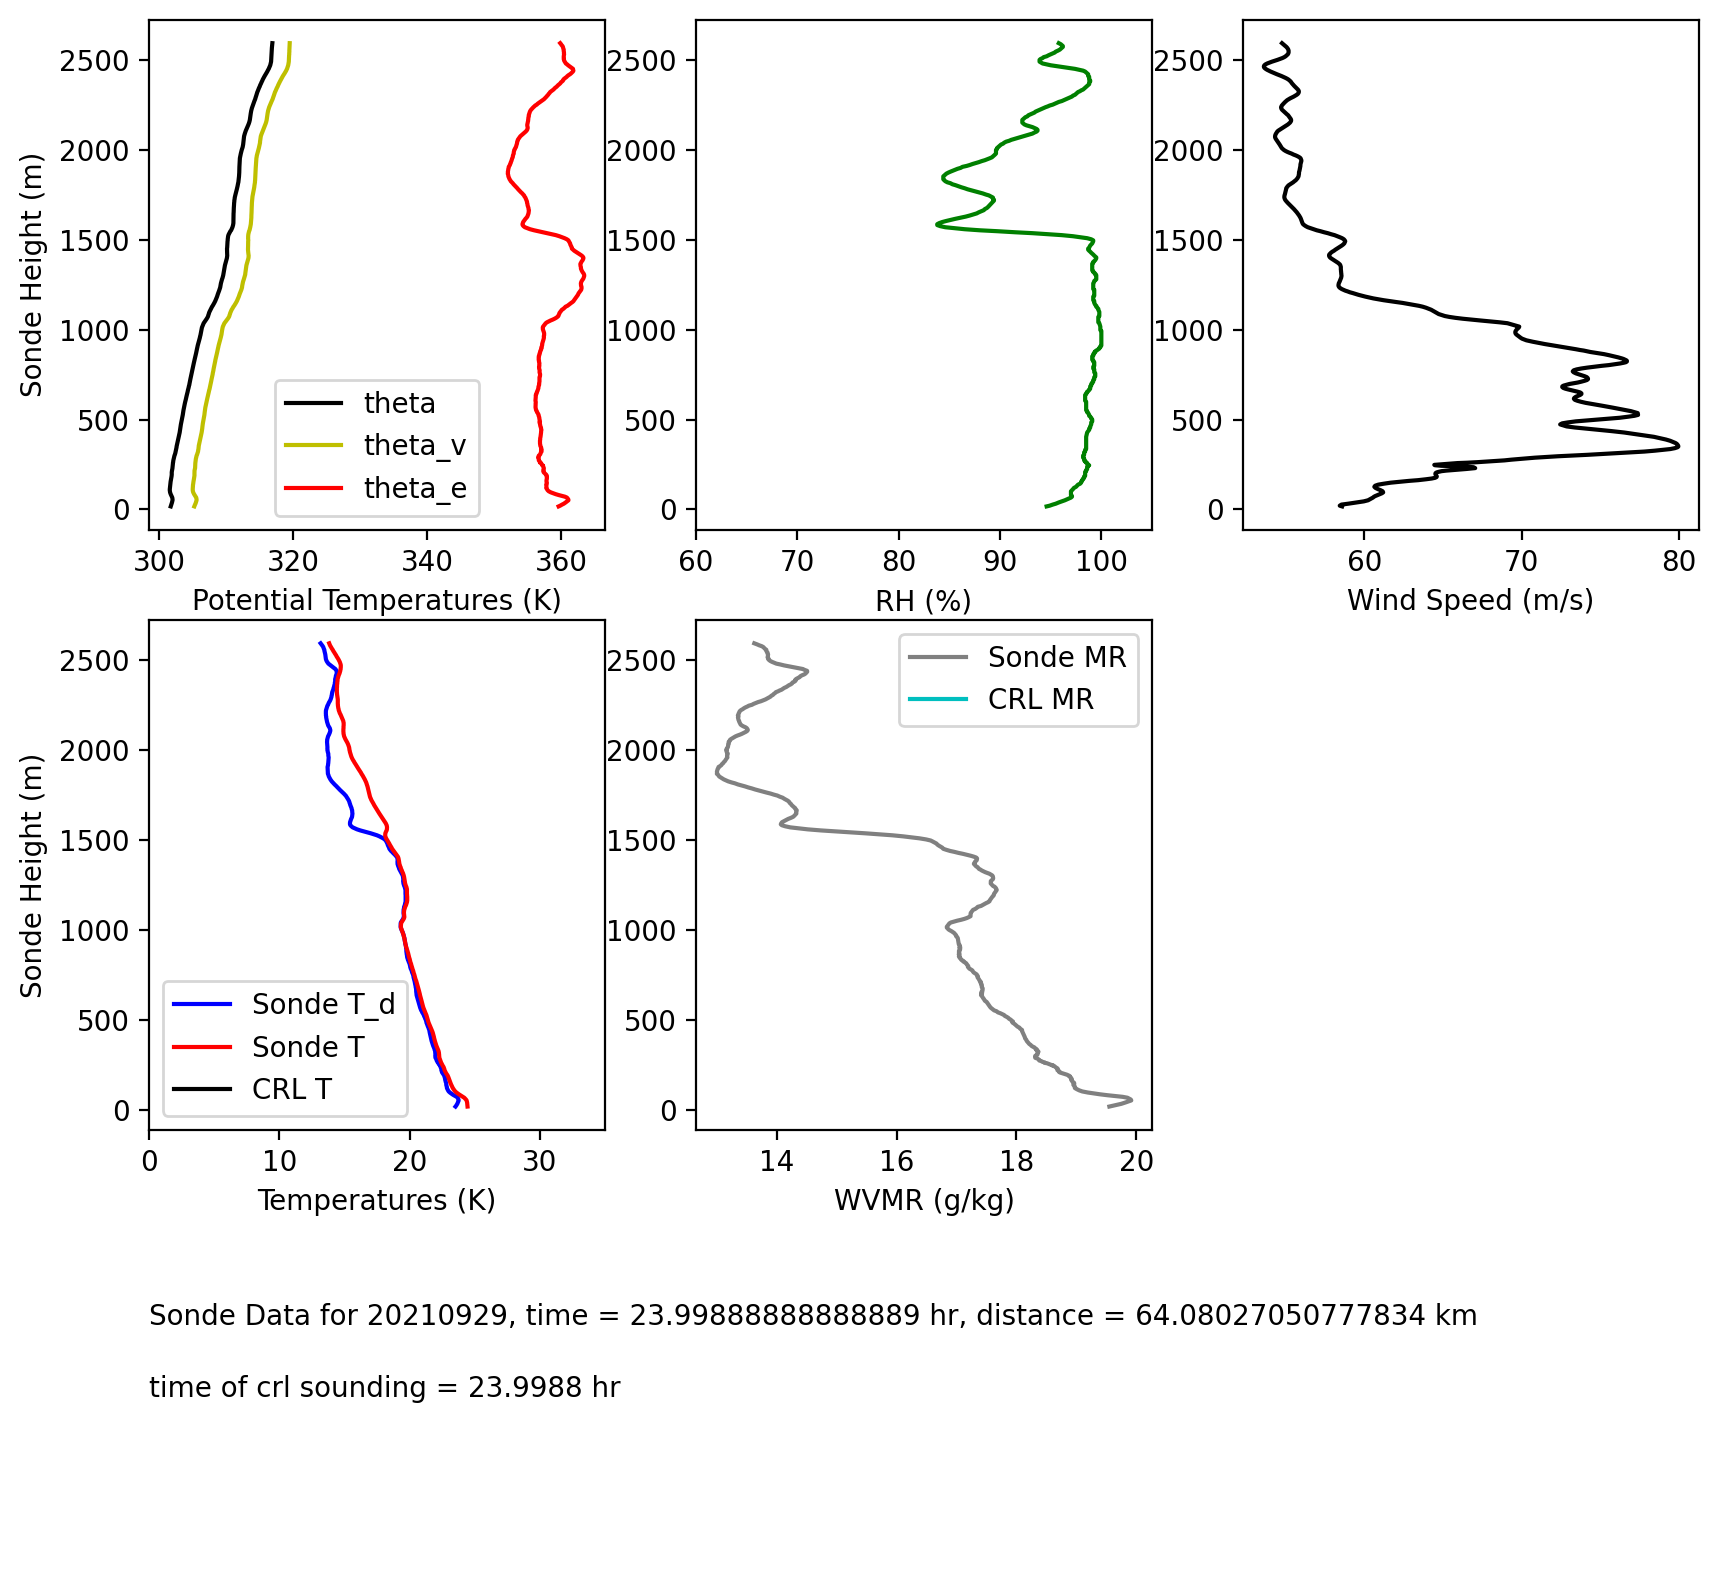 2500
2000
1500
1000
500
0
Sonde Height (m)
theta
theta_v
theta_e
300 320 340 360
Potential Temperatures (K)
2500
2000
1500
1000
500
0
60 70 80 90 100
RH (%)
2500
2000
1500
1000
500
0
60 70 80
Wind Speed (m/s)
2500
2000
1500
1000
500
0
Sonde Height (m)
Sonde T_d
Sonde T
CRL T
0 10 20 30
Temperatures (K)
2500
2000
1500
1000
500
0
Sonde MR
CRL MR
14 16 18 20
WVMR (g/kg)
Sonde Data for 20210929, time = 23.99888888888889 hr, distance = 64.08027050777834 km
time of crl sounding = 23.9988 hr